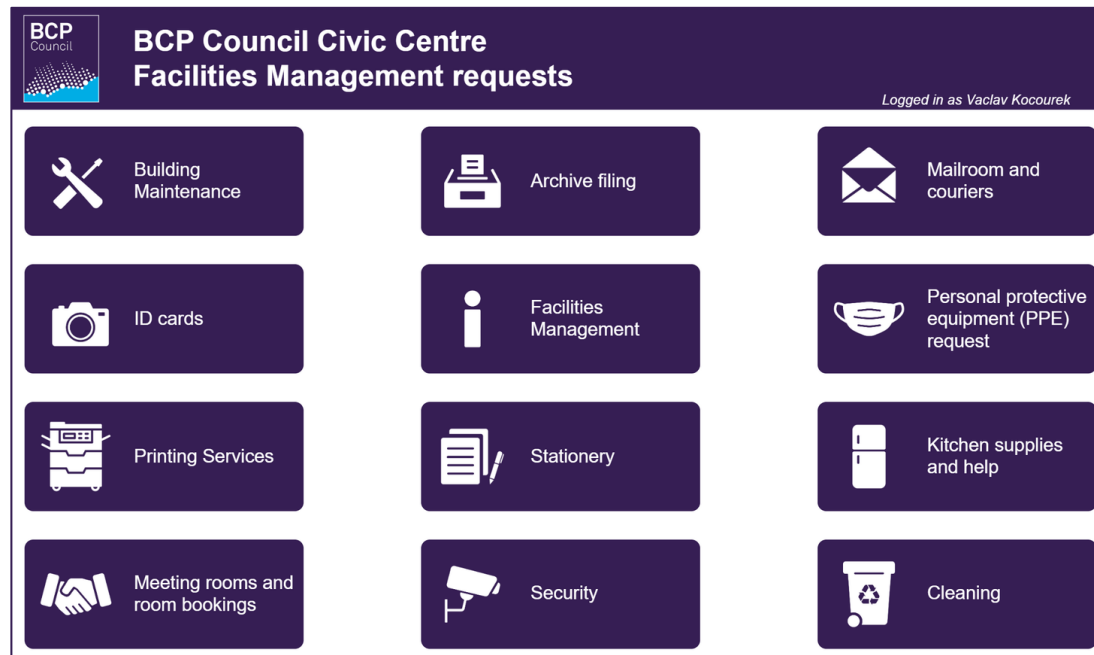 BCP
Council
BCP Council Civic Centre
Facilities Management requests
Logged in as Vaclav Kocourek
Building
Maintenance
Archive filing
Mailroom and
couriers
ID cards
Facilities
Management
Personal protective
equipment (PPE)
request
Printing Services
Stationery
Kitchen supplies
and help
Meeting rooms and
room bookings
Security
Cleaning